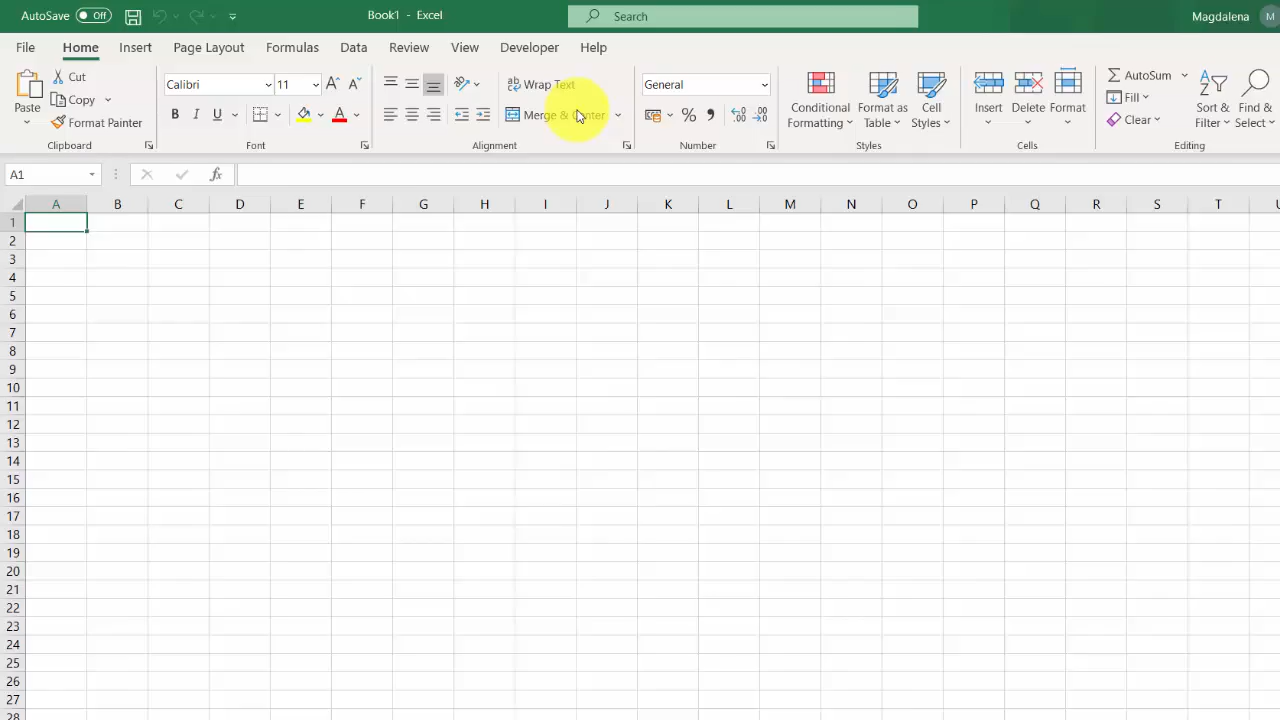 AutoSave Off Book1 - Excel Search Magdalena M
File Home Insert Page Layout Formulas Data Review View Developer Help
Paste Cut Copy Format Painter Clipboard
Calibri 11 B I U A Font
Wrap Text Merge & Center Alignment
General % Number
Conditional Formatting Format as Table Cell Styles Styles
Insert Delete Format Cells
AutoSum Fill Clear Sort & Filter Find & Select Editing
A1 fx
A B C D E F G H I J K L M N O P Q R S T U
1
2
3
4
5
6
7
8
9
10
11
12
13
14
15
16
17
18
19
20
21
22
23
24
25
26
27
28